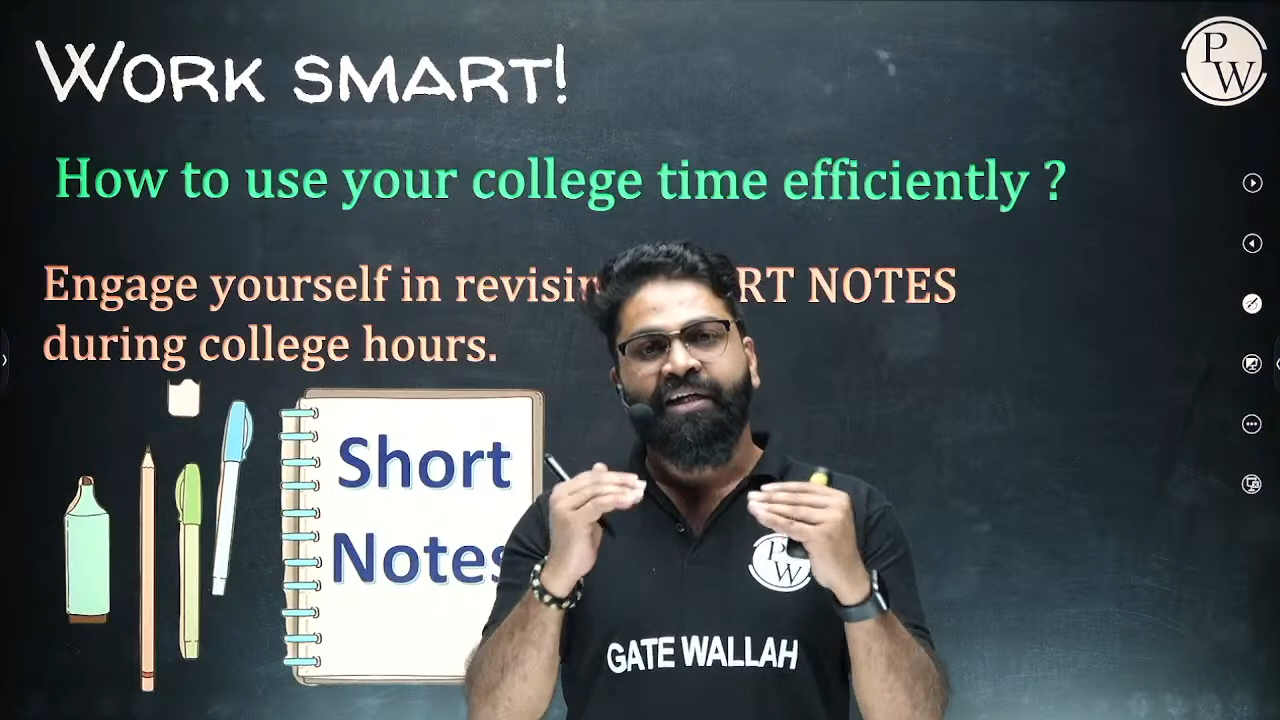 WORK SMART!
PW
How to use your college time efficiently ?
Engage yourself in NOTES
during college hours.
Short
Notes
PW
GATE WALLAH